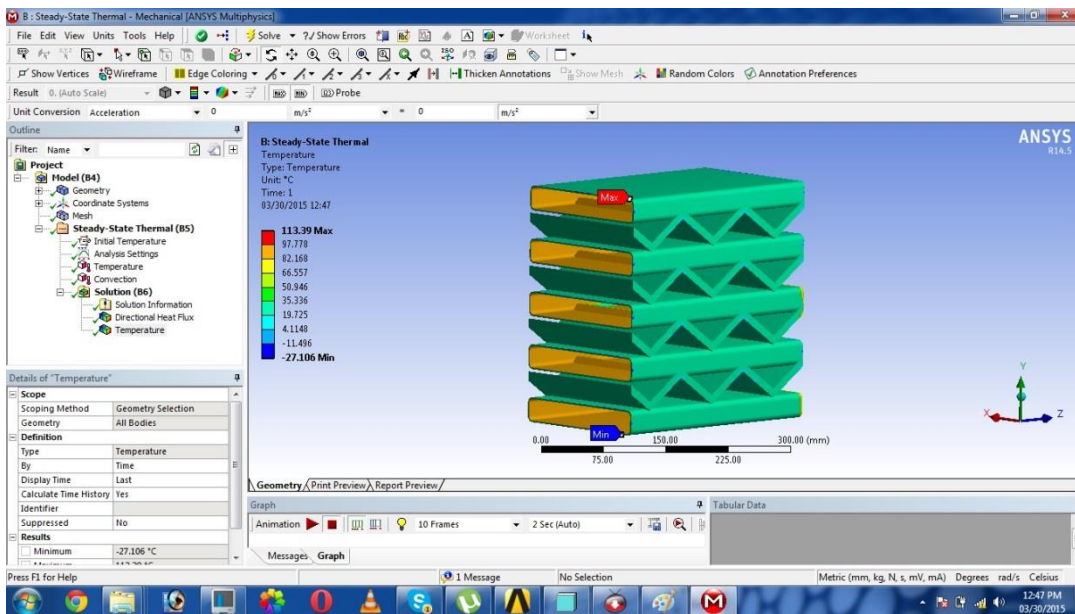 B : Steady-State Thermal - Mechanical [ANSYS Multiphysics]
File Edit View Units Tools Help Solve ?/ Show Errors Worksheet
Show Vertices Wireframe Edge Coloring Thicken Annotations Show Mesh Random Colors Annotation Preferences
Result 0. (Auto Scale) Probe
Unit Conversion Acceleration 0 m/s² = 0 m/s²
Outline
Filter: Name
Project
Model (B4)
Geometry
Coordinate Systems
Mesh
Steady-State Thermal (B5)
Initial Temperature
Analysis Settings
Temperature
Convection
Solution (B6)
Solution Information
Directional Heat Flux
Temperature
Details of "Temperature"
Scope
Scoping Method Geometry Selection
Geometry All Bodies
Definition
Type Temperature
By Time
Display Time Last
Calculate Time History Yes
Identifier
Suppressed No
Results
Minimum -27.106 °C
B: Steady-State Thermal
Temperature
Type: Temperature
Unit: °C
Time: 1
03/30/2015 12:47
113.39 Max
97.778
82.168
66.557
50.946
35.336
19.725
4.1148
-11.496
-27.106 Min
ANSYS
R14.5
Max
Min
0.00 150.00 300.00 (mm)
75.00 225.00
Y
X Z
Geometry Print Preview Report Preview
Graph
Animation 10 Frames 2 Sec (Auto)
Messages Graph
Tabular Data
Press F1 for Help 1 Message No Selection Metric (mm, kg, N, s, mV, mA) Degrees rad/s Celsius
12:47 PM
03/30/2015